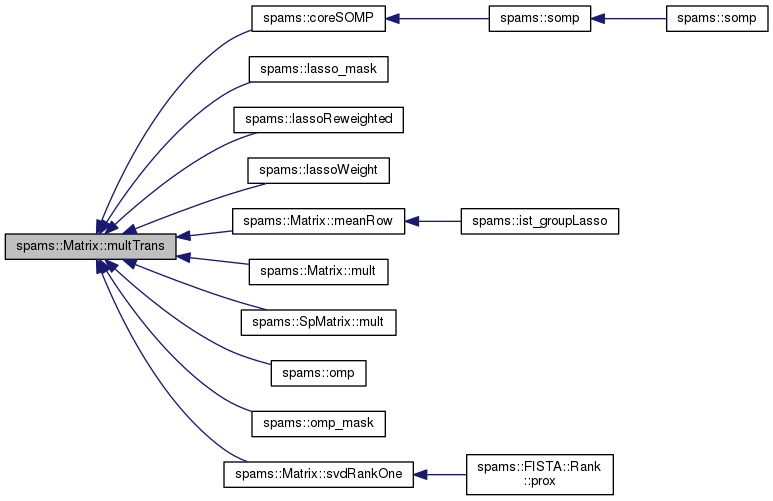 spams::coreSOMP
spams::somp
spams::somp
spams::lasso_mask
spams::lassoReweighted
spams::lassoWeight
spams::Matrix::meanRow
spams::ist_groupLasso
spams::Matrix::multTrans
spams::Matrix::mult
spams::SpMatrix::mult
spams::omp
spams::omp_mask
spams::Matrix::svdRankOne
spams::FISTA::Rank
::prox